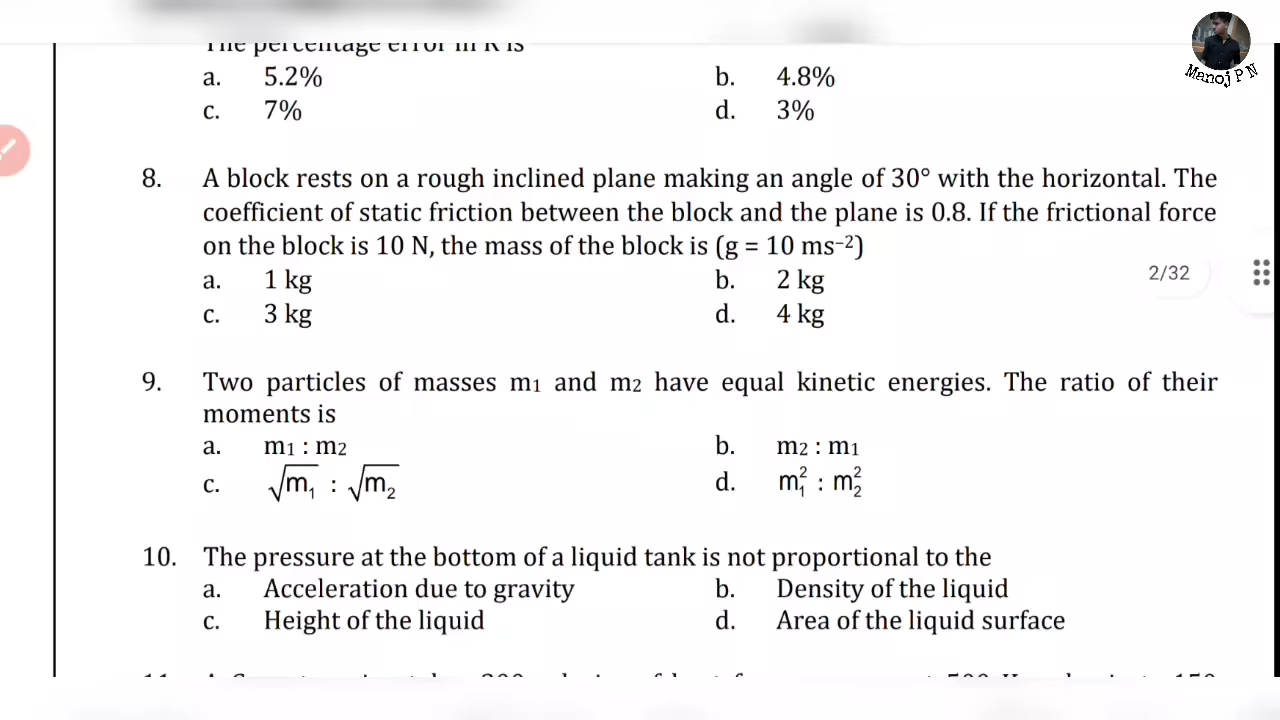 The percentage error in R is
a. 5.2% b. 4.8%
c. 7% d. 3%
Manoj P N
8. A block rests on a rough inclined plane making an angle of 30° with the horizontal. The
coefficient of static friction between the block and the plane is 0.8. If the frictional force
on the block is 10 N, the mass of the block is (g = 10 ms⁻²)
a. 1 kg b. 2 kg
2/32
c. 3 kg d. 4 kg
9. Two particles of masses m₁ and m₂ have equal kinetic energies. The ratio of their
moments is
a. m₁ : m₂ b. m₂ : m₁
c. √m₁ : √m₂ d. m₁² : m₂²
10. The pressure at the bottom of a liquid tank is not proportional to the
a. Acceleration due to gravity b. Density of the liquid
c. Height of the liquid d. Area of the liquid surface